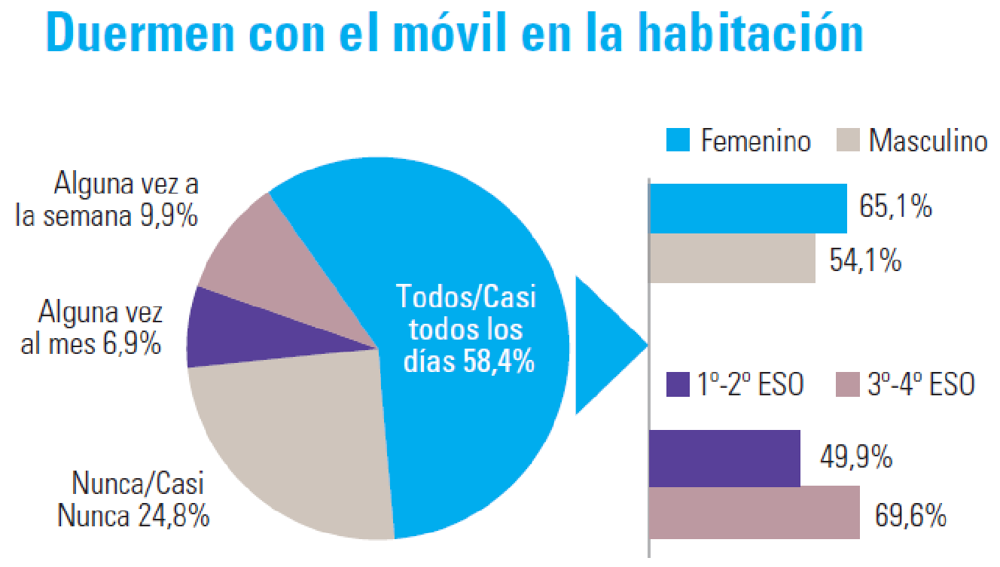 Duermen con el móvil en la habitación
Alguna vez a
la semana 9,9%
Alguna vez
al mes 6,9%
Nunca/Casi
Nunca 24,8%
Todos/Casi
todos los
días 58,4%
Femenino
Masculino
65,1%
54,1%
1º-2º ESO
3º-4º ESO
49,9%
69,6%